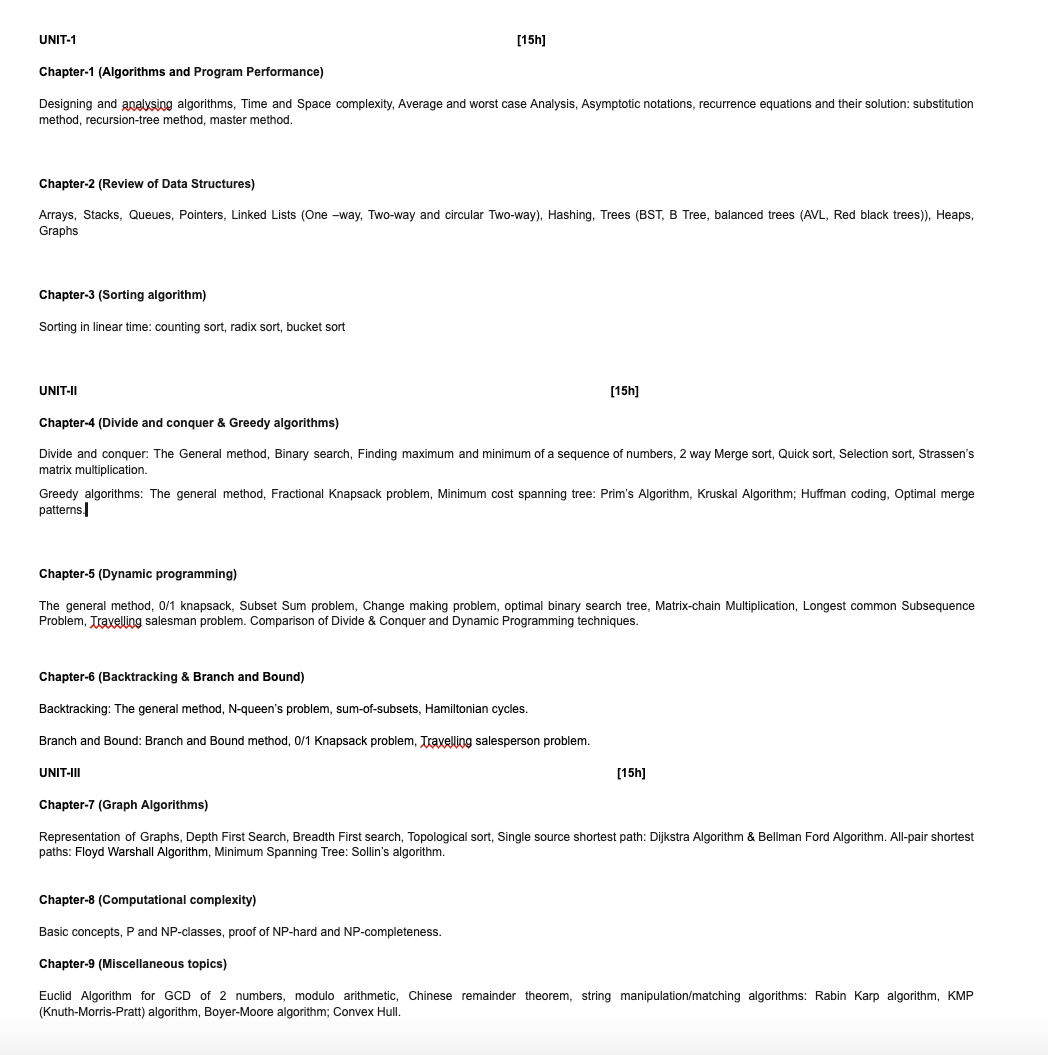 UNIT-1 [15h]
Chapter-1 (Algorithms and Program Performance)
Designing and analysing algorithms, Time and Space complexity, Average and worst case Analysis, Asymptotic notations, recurrence equations and their solution: substitution
method, recursion-tree method, master method.
Chapter-2 (Review of Data Structures)
Arrays, Stacks, Queues, Pointers, Linked Lists (One –way, Two-way and circular Two-way), Hashing, Trees (BST, B Tree, balanced trees (AVL, Red black trees)), Heaps,
Graphs
Chapter-3 (Sorting algorithm)
Sorting in linear time: counting sort, radix sort, bucket sort
UNIT-II [15h]
Chapter-4 (Divide and conquer & Greedy algorithms)
Divide and conquer: The General method, Binary search, Finding maximum and minimum of a sequence of numbers, 2 way Merge sort, Quick sort, Selection sort, Strassen’s
matrix multiplication.
Greedy algorithms: The general method, Fractional Knapsack problem, Minimum cost spanning tree: Prim’s Algorithm, Kruskal Algorithm; Huffman coding, Optimal merge
patterns.
Chapter-5 (Dynamic programming)
The general method, 0/1 knapsack, Subset Sum problem, Change making problem, optimal binary search tree, Matrix-chain Multiplication, Longest common Subsequence
Problem, Travelling salesman problem. Comparison of Divide & Conquer and Dynamic Programming techniques.
Chapter-6 (Backtracking & Branch and Bound)
Backtracking: The general method, N-queen’s problem, sum-of-subsets, Hamiltonian cycles.
Branch and Bound: Branch and Bound method, 0/1 Knapsack problem, Travelling salesperson problem.
UNIT-III [15h]
Chapter-7 (Graph Algorithms)
Representation of Graphs, Depth First Search, Breadth First search, Topological sort, Single source shortest path: Dijkstra Algorithm & Bellman Ford Algorithm. All-pair shortest
paths: Floyd Warshall Algorithm, Minimum Spanning Tree: Sollin’s algorithm.
Chapter-8 (Computational complexity)
Basic concepts, P and NP-classes, proof of NP-hard and NP-completeness.
Chapter-9 (Miscellaneous topics)
Euclid Algorithm for GCD of 2 numbers, modulo arithmetic, Chinese remainder theorem, string manipulation/matching algorithms: Rabin Karp algorithm, KMP
(Knuth-Morris-Pratt) algorithm, Boyer-Moore algorithm; Convex Hull.